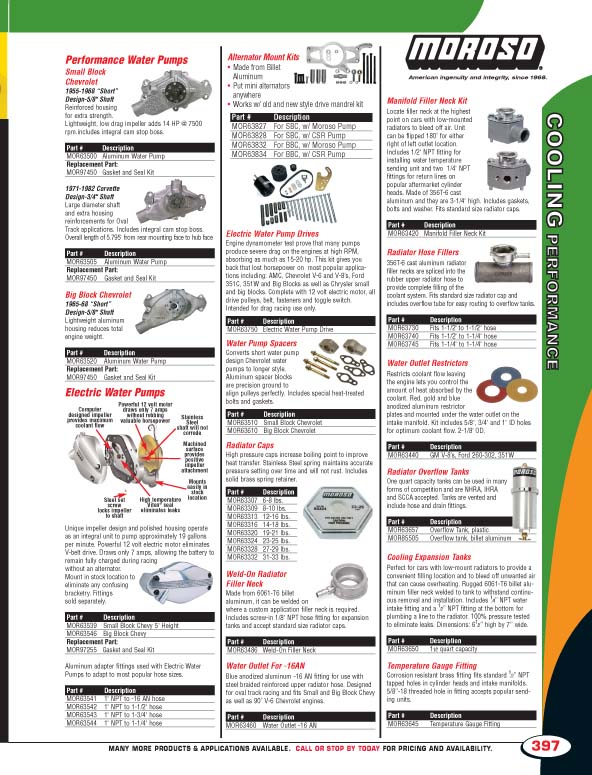 Performance Water Pumps
Small Block
Chevrolet
1955-1968 "Short"
Design-5/8" Shaft
Reinforced housing
for extra strength.
Lightweight, low drag impeller adds 14 HP @ 7500
rpm.includes integral cam stop boss.
Part # Description
MOR63500 Aluminum Water Pump
Replacement Part:
MOR97450 Gasket and Seal Kit
1971-1982 Corvette
Design-3/4" Shaft
Large diameter shaft
and extra housing
reinforcements for Oval
Track applications. Includes integral cam stop boss.
Overall length of 5.795' from rear mounting face to hub face
Part # Description
MOR63505 Aluminum Water Pump
Replacement Part:
MOR97450 Gasket and Seal Kit
Big Block Chevrolet
1965-68 "Short"
Design-5/8" Shaft
Lightweight aluminum
housing reduces total
engine weight.
Part # Description
MOR63520 Aluminum Water Pump
Replacement Part:
MOR97450 Gasket and Seal Kit
Electric Water Pumps
Computer
designed impeller
provides maximum
coolant flow
Powerful 12 volt motor
draws only 7 amps
without robbing
valuable horsepower
Stainless
Steel
shaft will not
corrode
Machined
surface
provides
positive
impeller
attachment
Mounts
easily in
stock
location
Steel set
screw
locks impeller
to shaft
High temperature
Viton® seal
eliminates leaks
Unique impeller design and polished housing operate
as an integral unit to pump approximately 19 gallons
per minute. Powerful 12 volt electric motor eliminates
V-belt drive. Draws only 7 amps, allowing the battery to
remain fully charged during racing
without an alternator.
Mount in stock location to
eliminate any confusing
bracketry. Fittings
sold separately.
Part # Description
MOR63539 Small Block Chevy 5' Height
MOR63546 Big Block Chevy
Replacement Part:
MOR97255 Gasket and Seal Kit
Aluminum adapter fittings used with Electric Water
Pumps to adapt to most popular hose sizes.
Part # Description
MOR63541 1" NPT to -16 AN hose
MOR63542 1" NPT to 1-1/2' hose
MOR63543 1" NPT to 1-3/4' hose
MOR63544 1" NPT to 1-1/4' hose
Alternator Mount Kits
• Made from Billet
Aluminum
• Put mini alternators
anywhere
• Works w/ old and new style drive mandrel kit
Part # Description
MOR63827 For SBC, w/ Moroso Pump
MOR63828 For SBC, w/ CSR Pump
MOR63832 For BBC, w/ Moroso Pump
MOR63834 For BBC, w/ CSR Pump
Electric Water Pump Drives
Engine dynamometer test prove that many pumps
produce severe drag on the engines at high RPM,
absorbing as much as 15-20 hp. This kit gives you
back that lost horsepower on most popular applica-
tions including: AMC, Chevrolet V-6 and V-8's, Ford
351C, 351W and Big Blocks as well as Chrysler small
and big blocks. Complete with 12 volt electric motor, all
drive pulleys, belt, fasteners and toggle switch.
Intended for drag racing use only.
Part # Description
MOR63750 Electric Water Pump Drive
Water Pump Spacers
Converts short water pump
design Chevrolet water
pumps to longer style.
Aluminum spacer blocks
are precision ground to
align pulleys perfectly. Includes special heat-treated
bolts and gaskets.
Part # Description
MOR63510 Small Block Chevrolet
MOR63610 Big Block Chevrolet
Radiator Caps
High pressure caps increase boiling point to improve
heat transfer. Stainless Steel spring maintains accurate
pressure setting over time and will not rust. Includes
solid brass spring retainer.
Part # Description
MOR63307 6-8 lbs.
MOR63309 8-10 lbs.
MOR63313 12-16 lbs.
MOR63316 14-18 lbs.
MOR63320 19-21 lbs.
MOR63324 23-25 lbs.
MOR63328 27-29 lbs.
MOR63332 31-33 lbs.
MOROSO
Weld-On Radiator
Filler Neck
Made from 6061-T6 billet
aluminum, it can be welded on
where a custom application filler neck is required.
Includes screw-in 1/8' NPT hose fitting for expansion
tanks and accept standard size radiator caps.
Part # Description
MOR63486 Weld-On Filler Neck
Water Outlet For -16AN
Blue anodized aluminum -16 AN fitting for use with
steel braided reinforced upper radiator hose. Designed
for oval track racing and fits Small and Big Block Chevy
as well as 90° V-6 Chevrolet engines.
Part # Description
MOR63460 Water Outlet -16 AN
MOROSO
American ingenuity and integrity, since 1968.
Manifold Filler Neck Kit
Locate filler neck at the highest
point on cars with low-mounted
radiators to bleed off air. Unit
can be flipped 180' for either
right of left outlet location.
Includes 1/2' NPT fitting for
installing water temperature
sending unit and two 1/4' NPT
fittings for return lines on
popular aftermarket cylinder
heads. Made of 356T-6 cast
aluminum and they are 3-1/4' high. Includes gaskets,
bolts and washer. Fits standard size radiator caps.
Part # Description
MOR63420 Manifold Filler Neck Kit
Radiator Hose Fillers
356T-6 cast aluminum radiator
filler necks are spliced into the
rubber upper radiator hose to
provide complete filling of the
coolant system. Fits standard size radiator cap and
includes overflow tube for easy routing to overflow tanks.
Part # Description
MOR63730 Fits 1-1/2' to 1-1/2' hose
MOR63740 Fits 1-1/2' to 1-1/4' hose
MOR63745 Fits 1-1/4' to 1-1/4' hose
Water Outlet Restrictors
Restricts coolant flow leaving
the engine lets you control the
amount of heat absorbed by the
coolant. Red, gold and blue
anodized aluminum restrictor
plates and mounted under the water outlet on the
intake manifold. Kit includes 5/8', 3/4' and 1' ID holes
for optimum coolant flow. 2-1/8' OD.
Part # Description
MOR63440 GM V-8's, Ford 260-302, 351W
Radiator Overflow Tanks
One quart capacity tanks can be used in many
forms of competition and are NHRA, IHRA
and SCCA accepted. Tanks are vented and
include hose and drain fittings.
MOROSO
Part # Description
MOR63657 Overflow Tank, plastic
MOR85505 Overflow tank, billet aluminum
Cooling Expansion Tanks
Perfect for cars with low-mount radiators to provide a
convenient filling location and to bleed off unwanted air
that can cause overheating. Rugged 6061-T6 billet alu-
minum filler neck welded to tank to withstand continu-
ous removal and installation. Includes NPT water
intake fitting and a NPT fitting at the bottom for
plumbing a line to the radiator. 100% pressure tested
to eliminate leaks. Dimensions: high by 7" wide.
Part # Description
MOR63650 quart capacity
Temperature Gauge Fitting
Corrosion resistant brass fitting fits standard NPT
tapped holes in cylinder heads and intake manifolds.
5/8"-18 threaded hole in fitting accepts popular send-
ing units.
Part # Description
MOR63645 Temperature Gauge Fitting
COOLING PERFORMANCE
MANY MORE PRODUCTS & APPLICATIONS AVAILABLE. CALL OR STOP BY TODAY FOR PRICING AND AVAILABILITY.
397